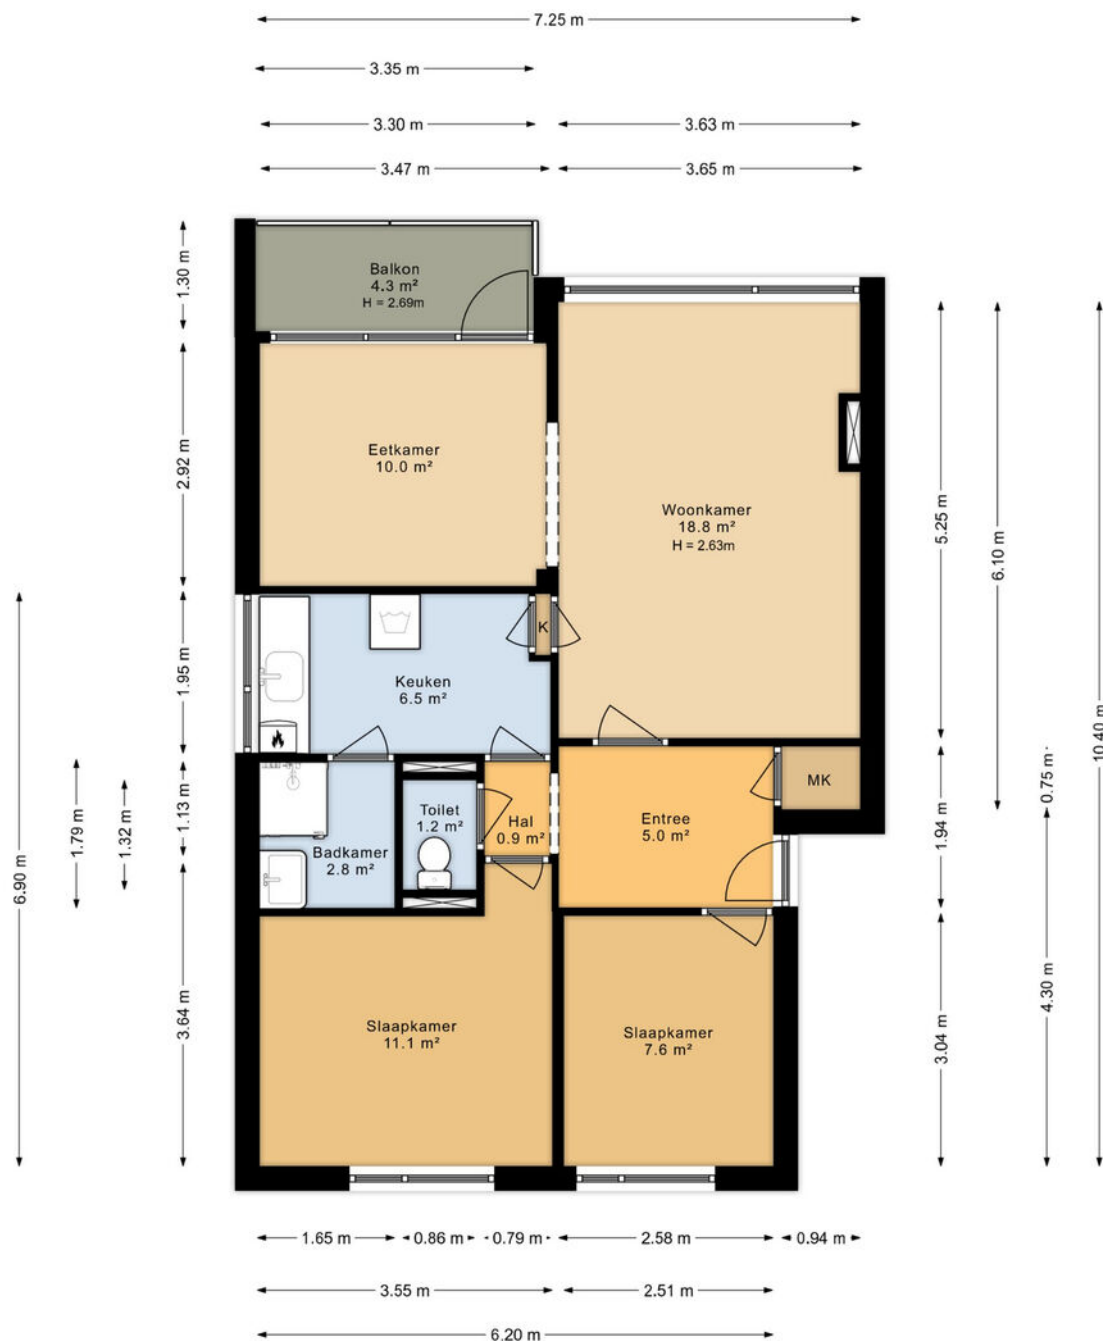 7.25 m
3.35 m
3.30 m
3.63 m
3.47 m
3.65 m
1.30 m
Balkon
4.3 m²
H = 2.69m
2.92 m
Eetkamer
10.0 m²
Woonkamer
18.8 m²
H = 2.63m
5.25 m
6.10 m
10.40 m
K
1.95 m
Keuken
6.5 m²
6.90 m
1.79 m
1.32 m
1.13 m
Toilet
1.2 m²
Hal
0.9 m²
Badkamer
2.8 m²
Entree
5.0 m²
MK
1.94 m
0.75 m
3.64 m
Slaapkamer
11.1 m²
Slaapkamer
7.6 m²
3.04 m
4.30 m
1.65 m
0.86 m
0.79 m
2.58 m
0.94 m
3.55 m
2.51 m
6.20 m